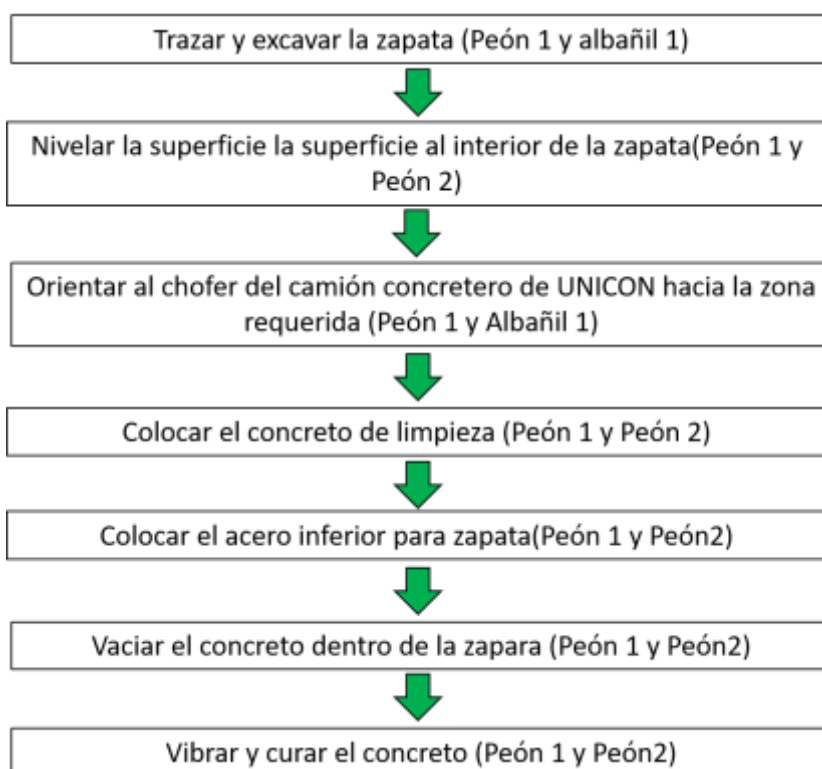 Trazar y excavar la zapata (Peón 1 y albañil 1)
Nivelar la superficie la superficie al interior de la zapata(Peón 1 y
Peón 2)
Orientar al chofer del camión concretero de UNICON hacia la zona
requerida (Peón 1 y Albañil 1)
Colocar el concreto de limpieza (Peón 1 y Peón 2)
Colocar el acero inferior para zapata(Peón 1 y Peón2)
Vaciar el concreto dentro de la zapara (Peón 1 y Peón2)
Vibrar y curar el concreto (Peón 1 y Peón2)